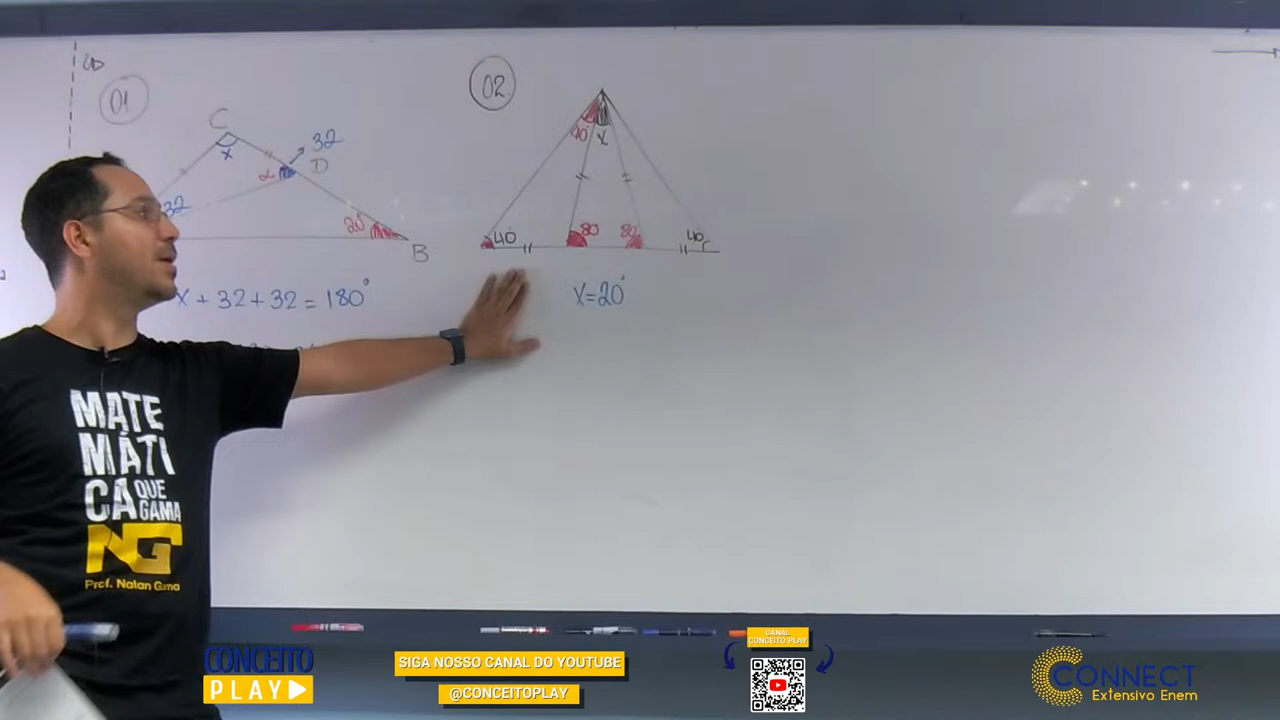 01
C
x
32
D
α
32
20
B
x + 32 + 32 = 180°
02
40
x
40
80
80
40
x=20°
MATE
MÁTI
CA QUE
GAMA
NG
Prof. Natan Gama
CONCEITO
PLAY
SIGA NOSSO CANAL DO YOUTUBE
@CONCEITOPLAY
CANAL
CONCEITO PLAY
CONNECT
Extensivo Enem